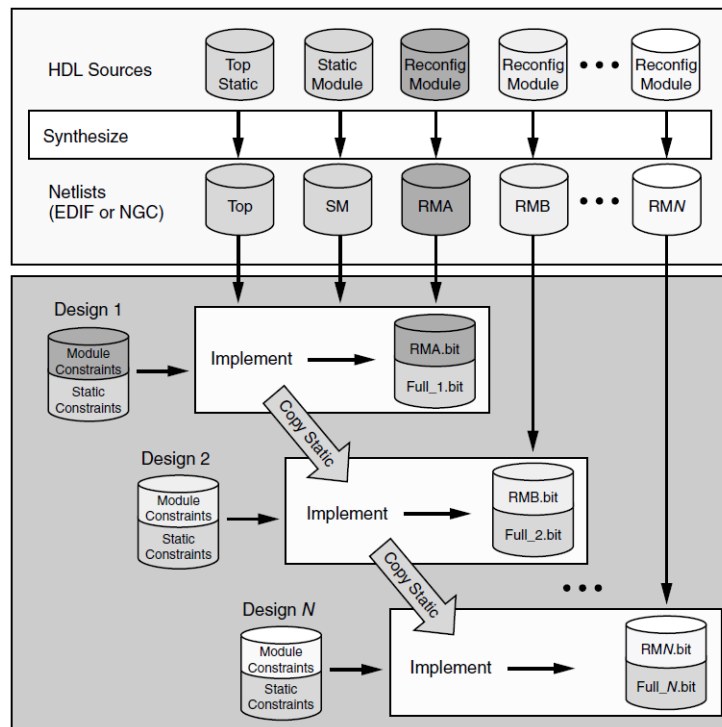 HDL Sources
Top
Static
Static
Module
Reconfig
Module
Reconfig
Module
Reconfig
Module
Synthesize
Netlists
(EDIF or NGC)
Top
SM
RMA
RMB
RMN
Design 1
Module
Constraints
Static
Constraints
Implement
RMA.bit
Full_1.bit
Copy Static
Design 2
Module
Constraints
Static
Constraints
Implement
RMB.bit
Full_2.bit
Copy Static
Design N
Module
Constraints
Static
Constraints
Implement
RMN.bit
Full_N.bit